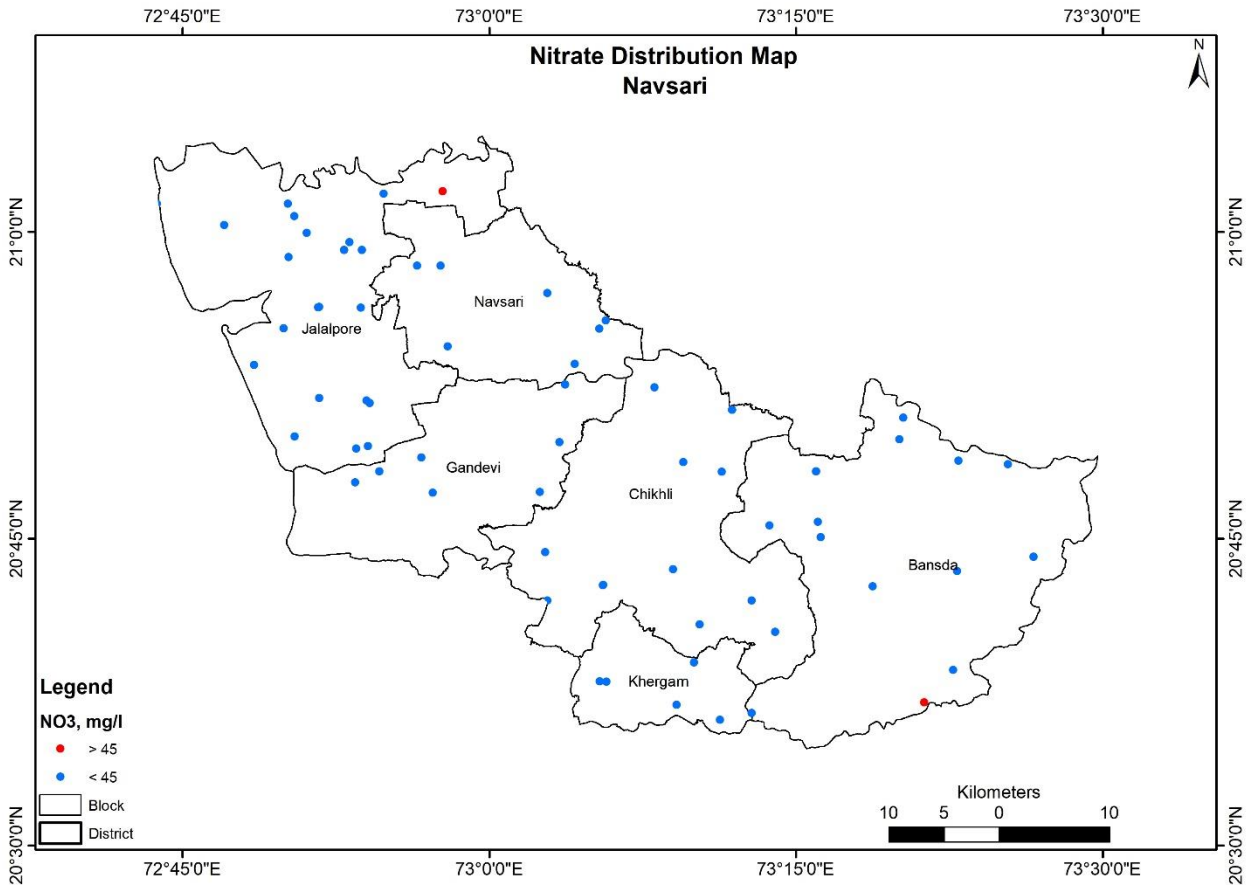 72°45'0"E 73°0'0"E 73°15'0"E 73°30'0"E
Nitrate Distribution Map
Navsari
N
21°0'0"N 21°0'0"N
Navsari
Jalalpore
Gandevi
Chikhli
20°45'0"N 20°45'0"N
Bansda
Khergam
Legend
NO3, mg/l
> 45
< 45
Block
District
Kilometers
10 5 0 10
20°30'0"N 20°30'0"N
72°45'0"E 73°0'0"E 73°15'0"E 73°30'0"E